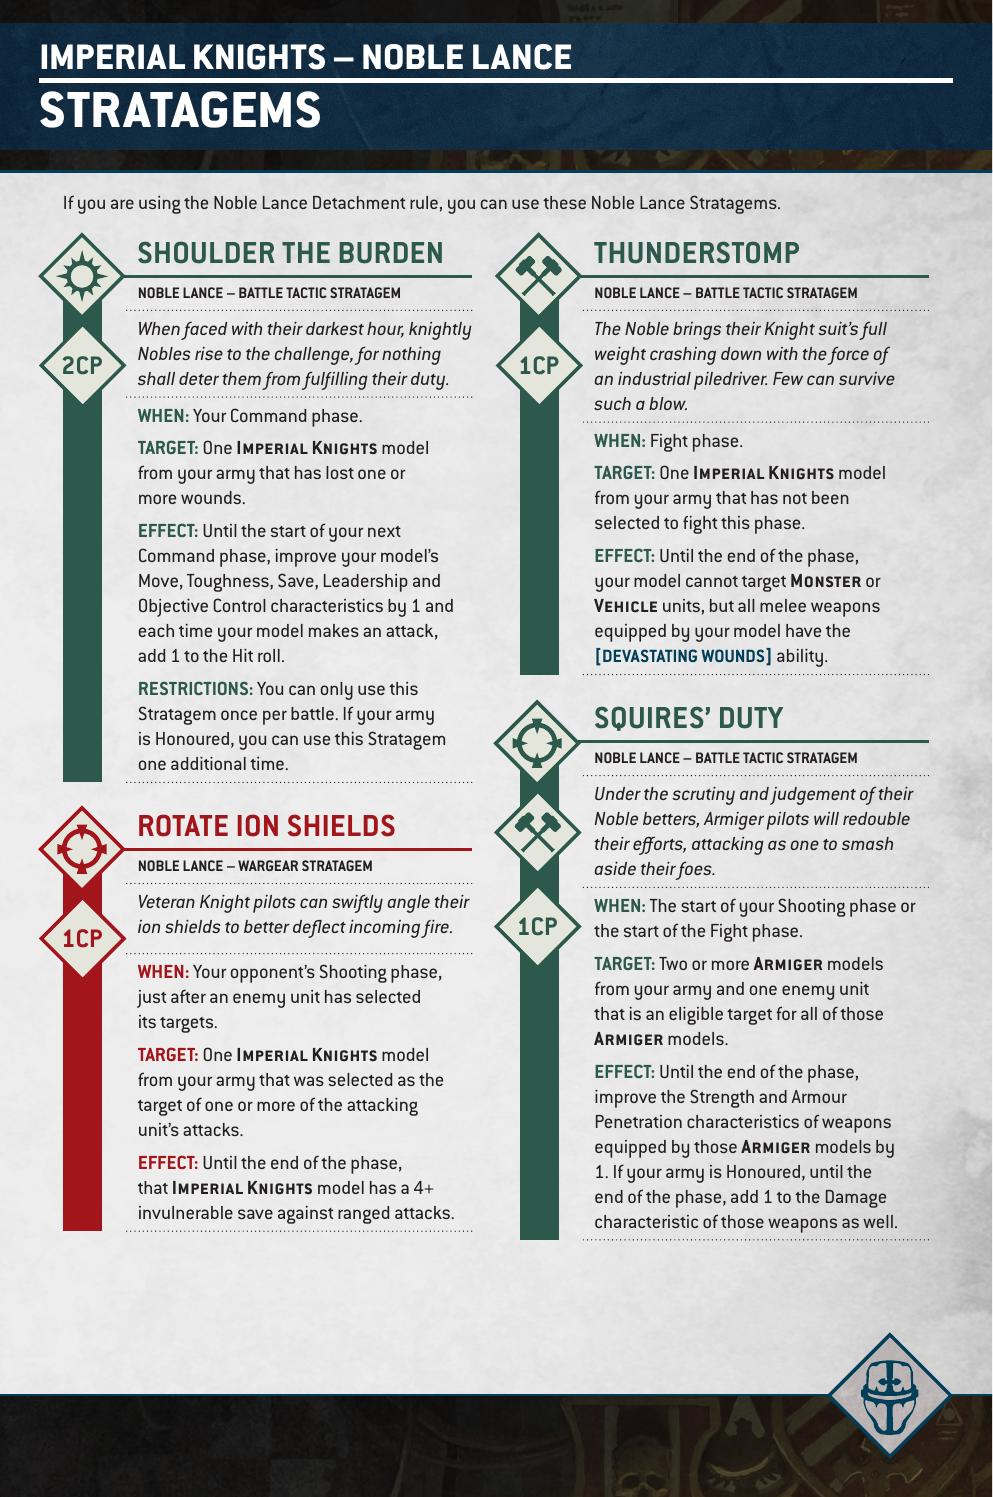 IMPERIAL KNIGHTS – NOBLE LANCE
STRATAGEMS
If you are using the Noble Lance Detachment rule, you can use these Noble Lance Stratagems.
SHOULDER THE BURDEN
NOBLE LANCE – BATTLE TACTIC STRATAGEM
When faced with their darkest hour, knightly
Nobles rise to the challenge, for nothing
shall deter them from fulfilling their duty.
2CP
WHEN: Your Command phase.
TARGET: One IMPERIAL KNIGHTS model
from your army that has lost one or
more wounds.
EFFECT: Until the start of your next
Command phase, improve your model's
Move, Toughness, Save, Leadership and
Objective Control characteristics by 1 and
each time your model makes an attack,
add 1 to the Hit roll.
RESTRICTIONS: You can only use this
Stratagem once per battle. If your army
is Honoured, you can use this Stratagem
one additional time.
ROTATE ION SHIELDS
NOBLE LANCE – WARGEAR STRATAGEM
Veteran Knight pilots can swiftly angle their
ion shields to better deflect incoming fire.
1CP
WHEN: Your opponent's Shooting phase,
just after an enemy unit has selected
its targets.
TARGET: One IMPERIAL KNIGHTS model
from your army that was selected as the
target of one or more of the attacking
unit's attacks.
EFFECT: Until the end of the phase,
that IMPERIAL KNIGHTS model has a 4+
invulnerable save against ranged attacks.
THUNDERSTOMP
NOBLE LANCE – BATTLE TACTIC STRATAGEM
The Noble brings their Knight suit's full
weight crashing down with the force of
an industrial piledriver. Few can survive
such a blow.
1CP
WHEN: Fight phase.
TARGET: One IMPERIAL KNIGHTS model
from your army that has not been
selected to fight this phase.
EFFECT: Until the end of the phase,
your model cannot target MONSTER or
VEHICLE units, but all melee weapons
equipped by your model have the
[DEVASTATING WOUNDS] ability.
SQUIRES' DUTY
NOBLE LANCE – BATTLE TACTIC STRATAGEM
Under the scrutiny and judgement of their
Noble betters, Armiger pilots will redouble
their efforts, attacking as one to smash
aside their foes.
1CP
WHEN: The start of your Shooting phase or
the start of the Fight phase.
TARGET: Two or more ARMIGER models
from your army and one enemy unit
that is an eligible target for all of those
ARMIGER models.
EFFECT: Until the end of the phase,
improve the Strength and Armour
Penetration characteristics of weapons
equipped by those ARMIGER models by
1. If your army is Honoured, until the
end of the phase, add 1 to the Damage
characteristic of those weapons as well.